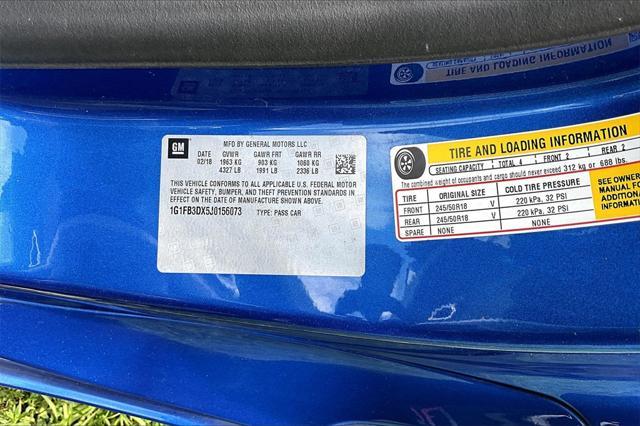 TIRE AND LOADING INFORMATION
GM
MFD BY GENERAL MOTORS LLC
DATE GVWR GAWR FRT GAWR RR
02/18 1963 KG 903 KG 1060 KG
4327 LB 1991 LB 2336 LB
THIS VEHICLE CONFORMS TO ALL APPLICABLE U.S. FEDERAL MOTOR
VEHICLE SAFETY, BUMPER, AND THEFT PREVENTION STANDARDS IN
EFFECT ON THE DATE OF MANUFACTURE SHOWN ABOVE.
1G1FB3DX5J0156073 TYPE: PASS CAR
TIRE AND LOADING INFORMATION
SEATING CAPACITY TOTAL 4 FRONT 2 REAR 2
The combined weight of occupants and cargo should never exceed 312 kg or 688 lbs.
TIRE ORIGINAL SIZE COLD TIRE PRESSURE
FRONT 245/50R18 V 220 kPa, 32 PSI
REAR 245/50R18 V 220 kPa, 32 PSI
SPARE NONE NONE
SEE OWNER
MANUAL FO
ADDITIONA
INFORMATI